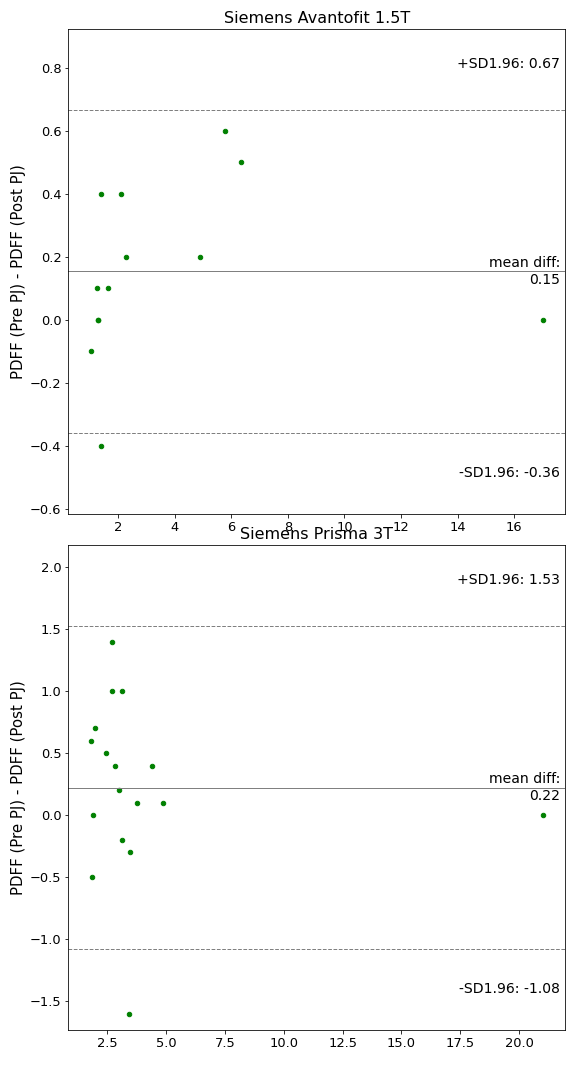 Siemens Avantofit 1.5T
PDFF (Pre PJ) - PDFF (Post PJ)
0.8
0.6
0.4
0.2
0.0
−0.2
−0.4
−0.6
+SD1.96: 0.67
mean diff:
0.15
-SD1.96: -0.36
2 4 6 8 10 12 14 16
Siemens Prisma 3T
PDFF (Pre PJ) - PDFF (Post PJ)
2.0
1.5
1.0
0.5
0.0
−0.5
−1.0
−1.5
+SD1.96: 1.53
mean diff:
0.22
-SD1.96: -1.08
2.5 5.0 7.5 10.0 12.5 15.0 17.5 20.0